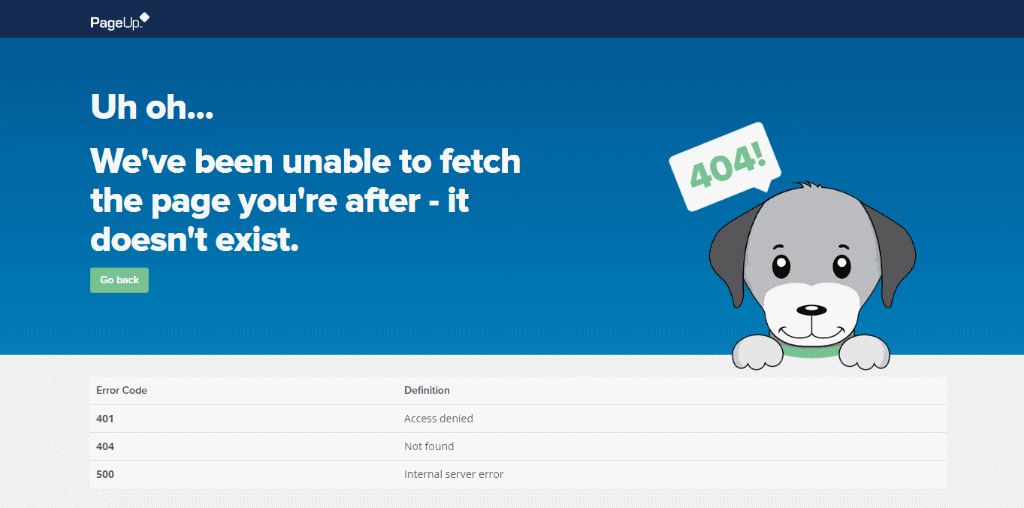 PageUp
Uh oh...
We've been unable to fetch
the page you're after - it
doesn't exist.
Go back
404!
Error Code Definition
401 Access denied
404 Not found
500 Internal server error